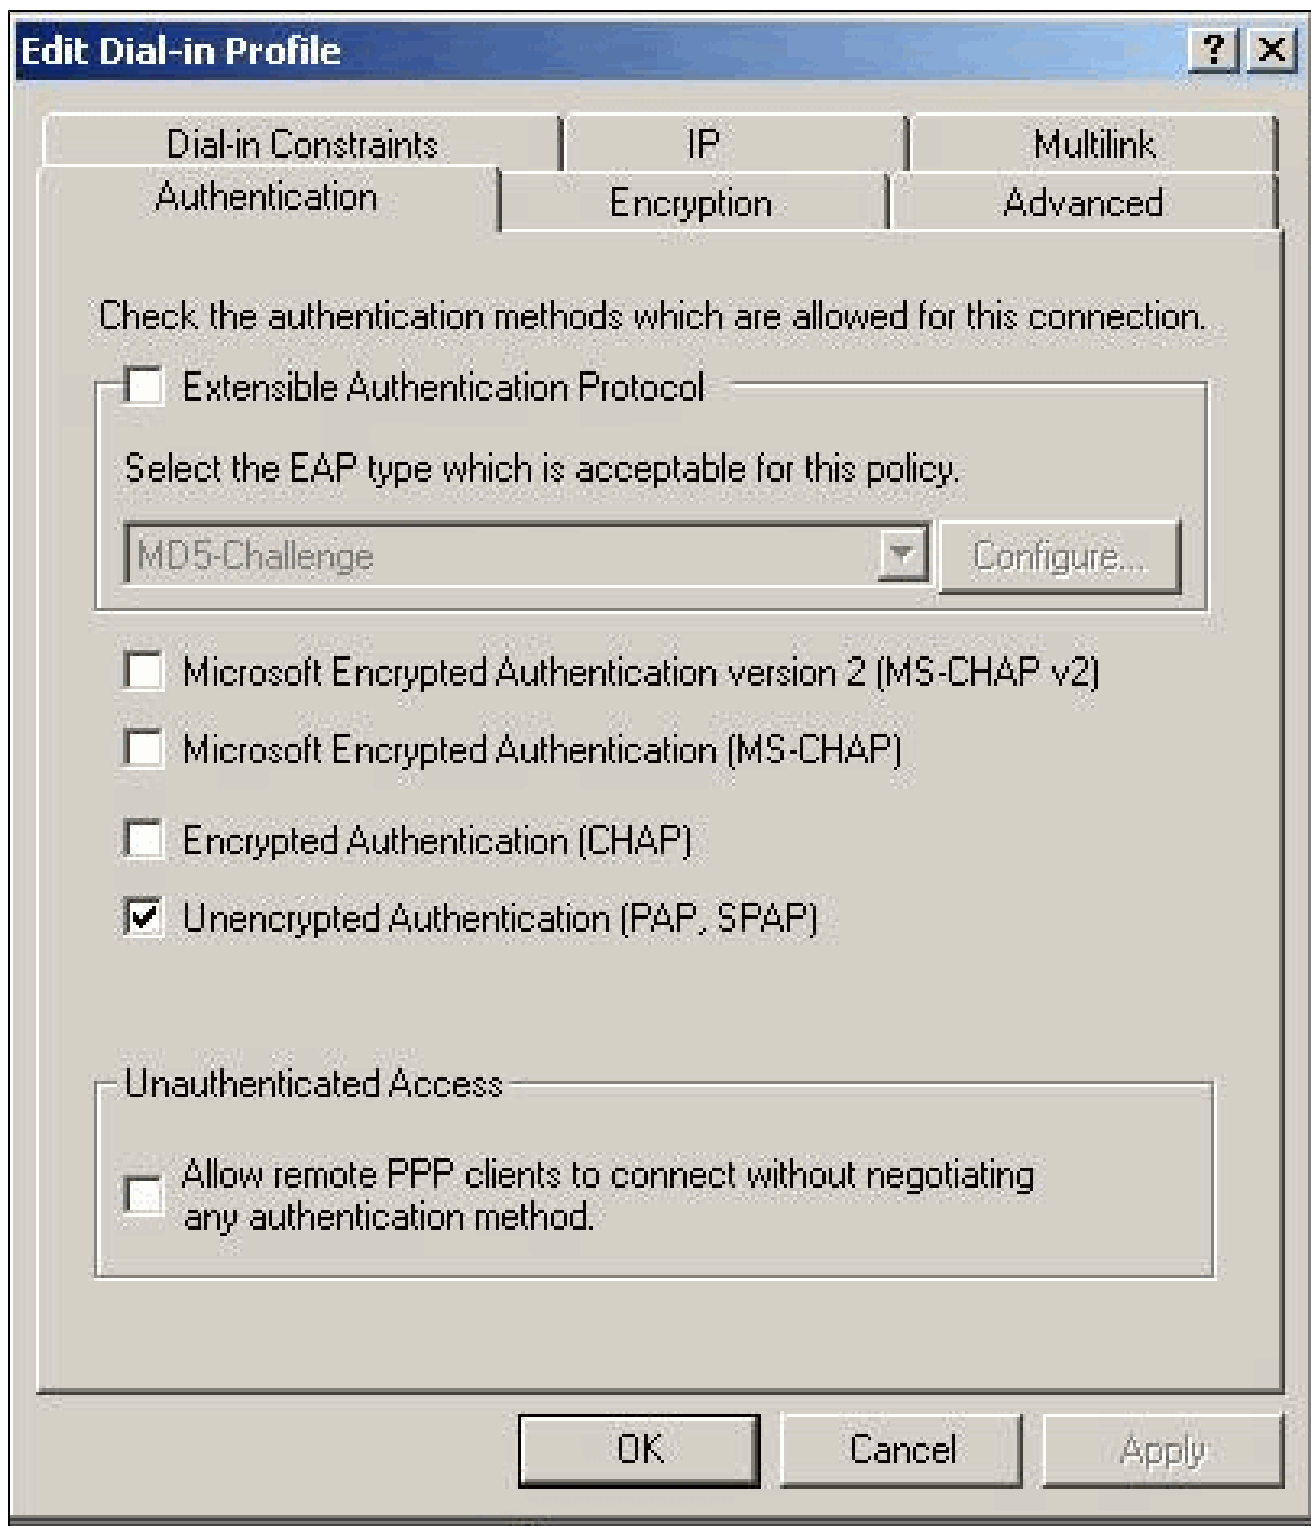 Edit Dial-in Profile
Dial-in Constraints IP Multilink
Authentication Encryption Advanced
Check the authentication methods which are allowed for this connection.
Extensible Authentication Protocol
Select the EAP type which is acceptable for this policy.
MD5-Challenge Configure...
Microsoft Encrypted Authentication version 2 (MS-CHAP v2)
Microsoft Encrypted Authentication (MS-CHAP)
Encrypted Authentication (CHAP)
Unencrypted Authentication (PAP, SPAP)
Unauthenticated Access
Allow remote PPP clients to connect without negotiating
any authentication method.
OK Cancel Apply